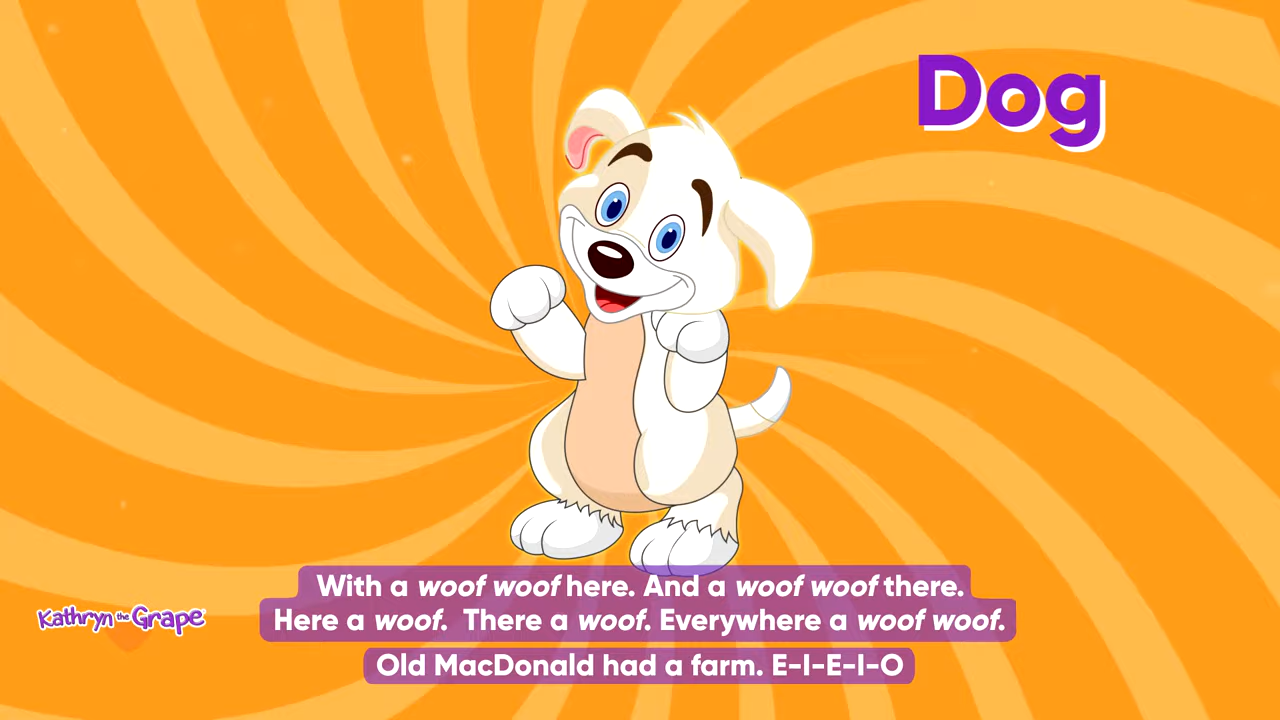 Dog
With a woof woof here. And a woof woof there.
Here a woof. There a woof. Everywhere a woof woof.
Kathryn the Grape
Old MacDonald had a farm. E-I-E-I-O